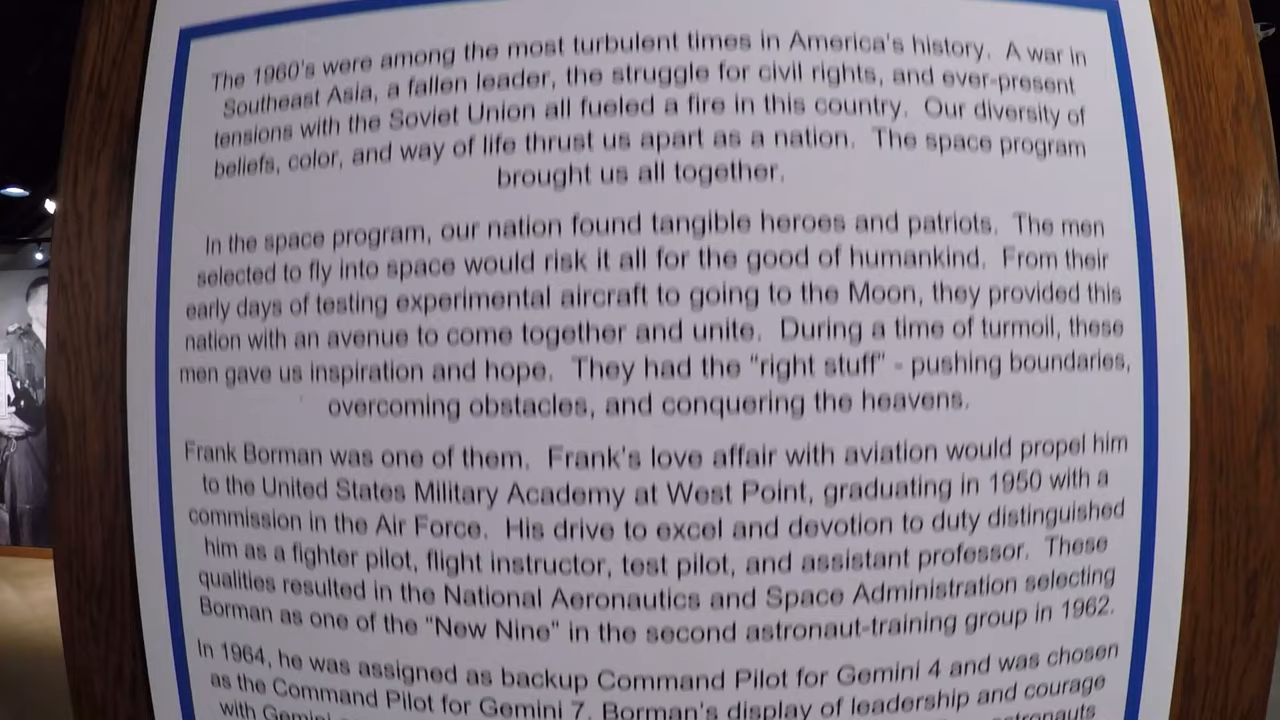 The 1960's were among the most turbulent times in America's history. A war in
Southeast Asia, a fallen leader, the struggle for civil rights, and ever-present
tensions with the Soviet Union all fueled a fire in this country. Our diversity of
beliefs, color, and way of life thrust us apart as a nation. The space program
brought us all together.
In the space program, our nation found tangible heroes and patriots. The men
selected to fly into space would risk it all for the good of humankind. From their
early days of testing experimental aircraft to going to the Moon, they provided this
nation with an avenue to come together and unite. During a time of turmoil, these
men gave us inspiration and hope. They had the "right stuff" - pushing boundaries,
overcoming obstacles, and conquering the heavens.
Frank Borman was one of them. Frank's love affair with aviation would propel him
to the United States Military Academy at West Point, graduating in 1950 with a
commission in the Air Force. His drive to excel and devotion to duty distinguished
him as a fighter pilot, flight instructor, test pilot, and assistant professor. These
qualities resulted in the National Aeronautics and Space Administration selecting
Borman as one of the "New Nine" in the second astronaut-training group in 1962.
In 1964, he was assigned as backup Command Pilot for Gemini 4 and was chosen
as the Command Pilot for Gemini 7. Borman's display of leadership and courage
with Gemini